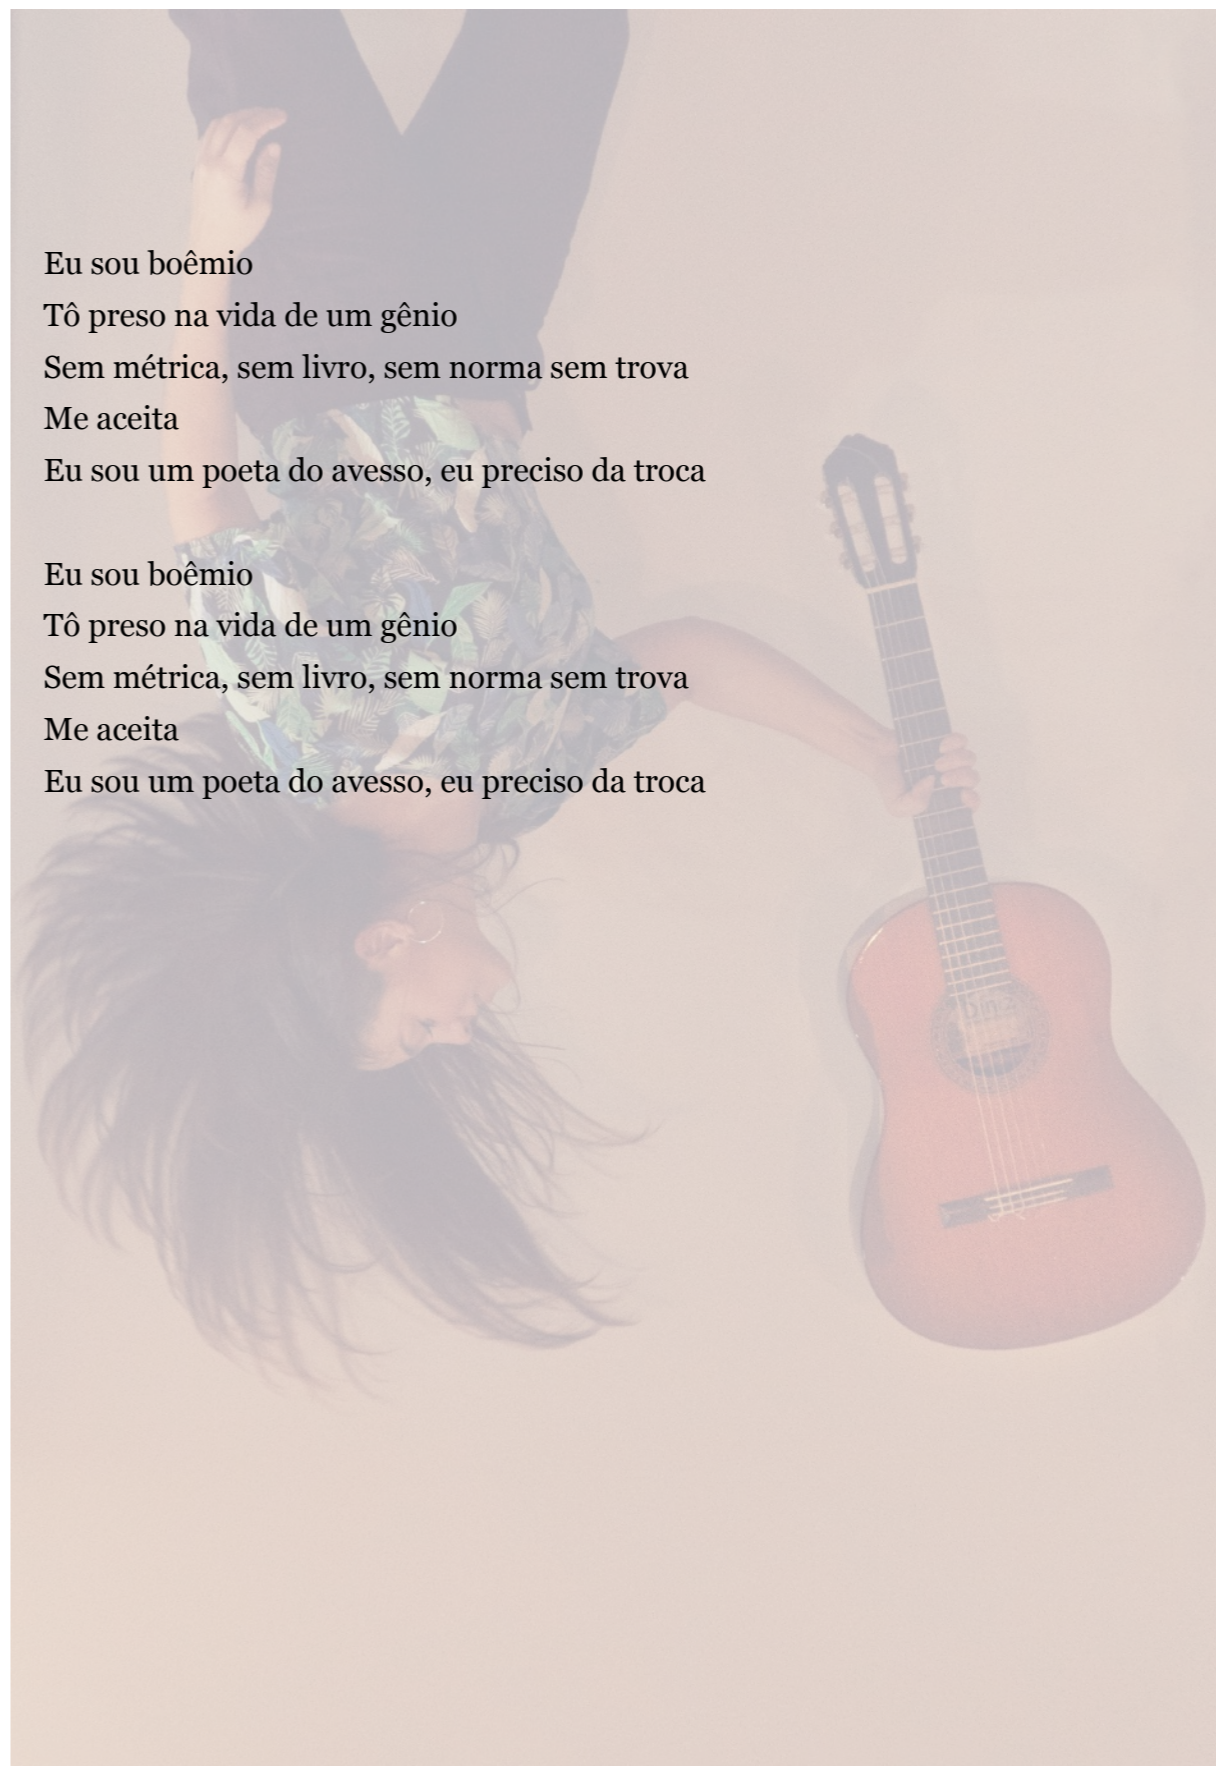 Eu sou boêmio
Tô preso na vida de um gênio
Sem métrica, sem livro, sem norma sem trova
Me aceita
Eu sou um poeta do avesso, eu preciso da troca
Eu sou boêmio
Tô preso na vida de um gênio
Sem métrica, sem livro, sem norma sem trova
Me aceita
Eu sou um poeta do avesso, eu preciso da troca